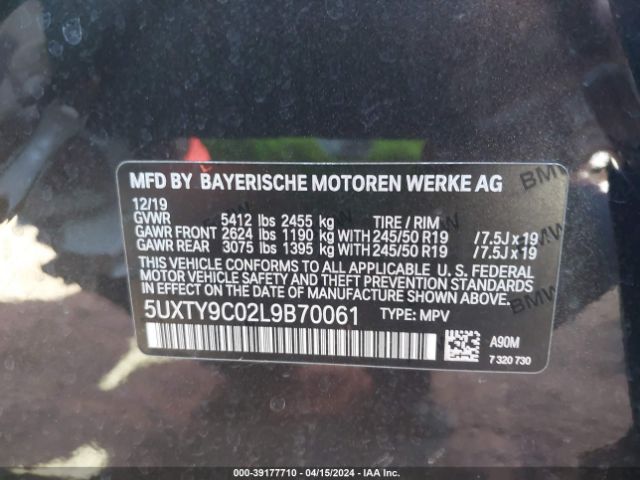 MFD BY BAYERISCHE MOTOREN WERKE AG
12/19
GVWR 5412 lbs 2455 kg TIRE / RIM
GAWR FRONT 2624 lbs 1190 kg WITH 245/50 R19 / 7.5J x 19
GAWR REAR 3075 lbs 1395 kg WITH 245/50 R19 / 7.5J x 19
THIS VEHICLE CONFORMS TO ALL APPLICABLE U. S. FEDERAL
MOTOR VEHICLE SAFETY AND THEFT PREVENTION STANDARDS
IN EFFECT ON THE DATE OF MANUFACTURE SHOWN ABOVE.
5UXTY9C02L9B70061 TYPE: MPV
A90M
7 320 730
BMW
BMW
BMW
BMW
000-39177710 - 04/15/2024 - IAA Inc.